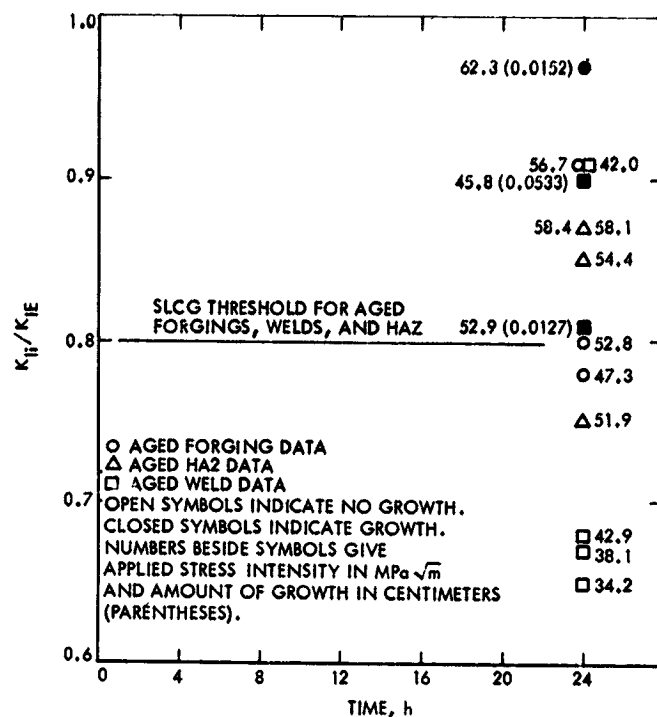 1.0
62.3 (0.0152)
56.7 42.0
0.9
45.8 (0.0533)
58.4 58.1
54.4
SLCG THRESHOLD FOR AGED
FORGINGS, WELDS, AND HAZ
52.9 (0.0127)
0.8
52.8
47.3
51.9
K_Ii/K_IE
AGED FORGING DATA
AGED HA2 DATA
AGED WELD DATA
0.7
OPEN SYMBOLS INDICATE NO GROWTH.
CLOSED SYMBOLS INDICATE GROWTH.
NUMBERS BESIDE SYMBOLS GIVE
APPLIED STRESS INTENSITY IN MPa √m
AND AMOUNT OF GROWTH IN CENTIMETERS
(PARENTHESES).
42.9
38.1
34.2
0.6
0 4 8 12 16 20 24 28
TIME, h